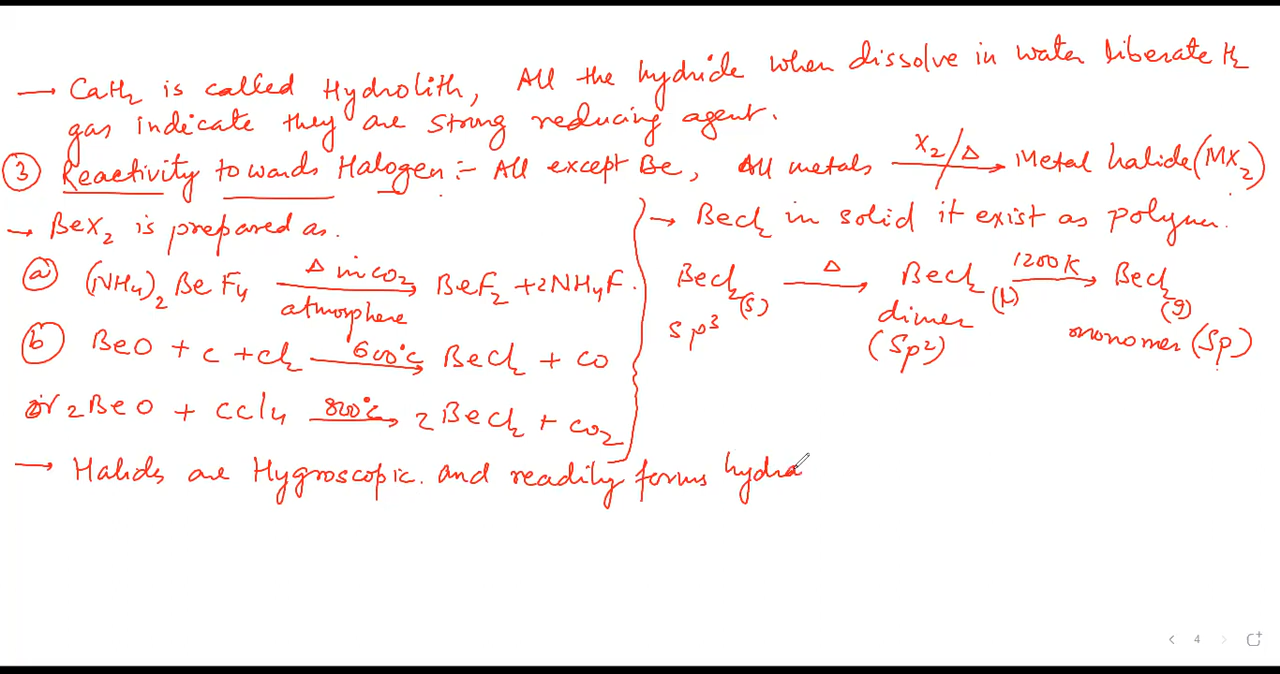 → CaH₂ is called Hydrolith, All the hydride when dissolve in water liberate H₂
gas indicate they are strong reducing agent.
③ Reactivity towards Halogen :- All except Be, All metals X₂/Δ → Metal halide (MX₂)
→ BeX₂ is prepared as.
ⓐ (NH₄)₂ BeF₄ Δ in CO₂ → BeF₂ + 2NH₄F.
atmosphere
ⓑ BeO + C + Cl₂ 600°C → BeCl₂ + CO
or 2BeO + CCl₄ 800°C → 2BeCl₂ + CO₂
→ BeCl₂ in solid it exist as polymer.
BeCl₂(s) Δ → BeCl₂(l) 1200K → BeCl₂(g)
sp³ dimer monomer (sp)
(sp²)
→ Halids are Hygroscopic. and readily forms hydra
< 4 >